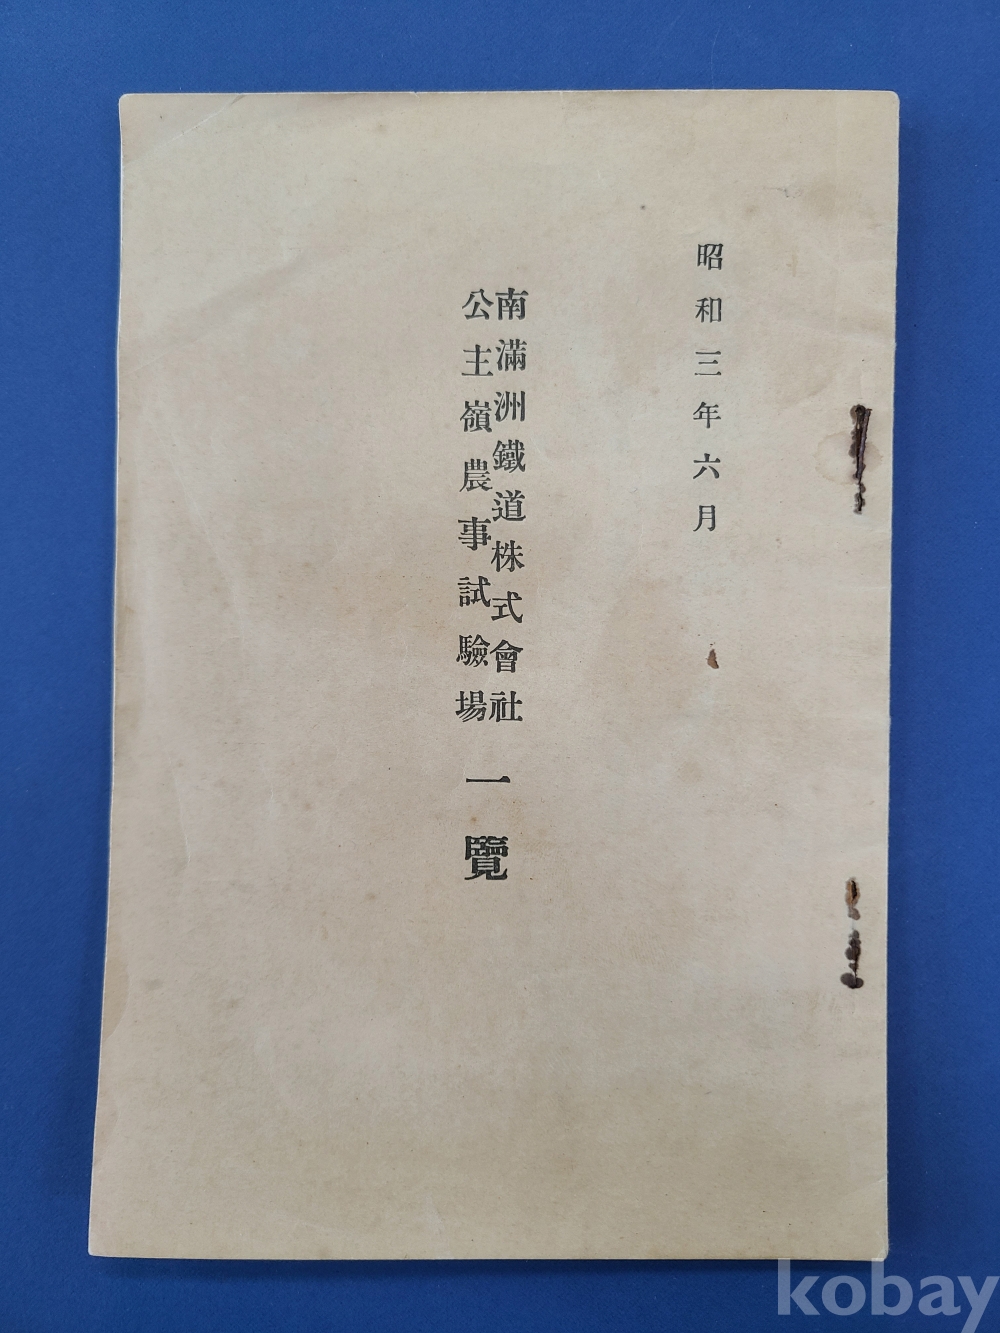 昭和三年六月
南滿洲鐵道株式會社
公主嶺農事試驗場
一覽
kobay